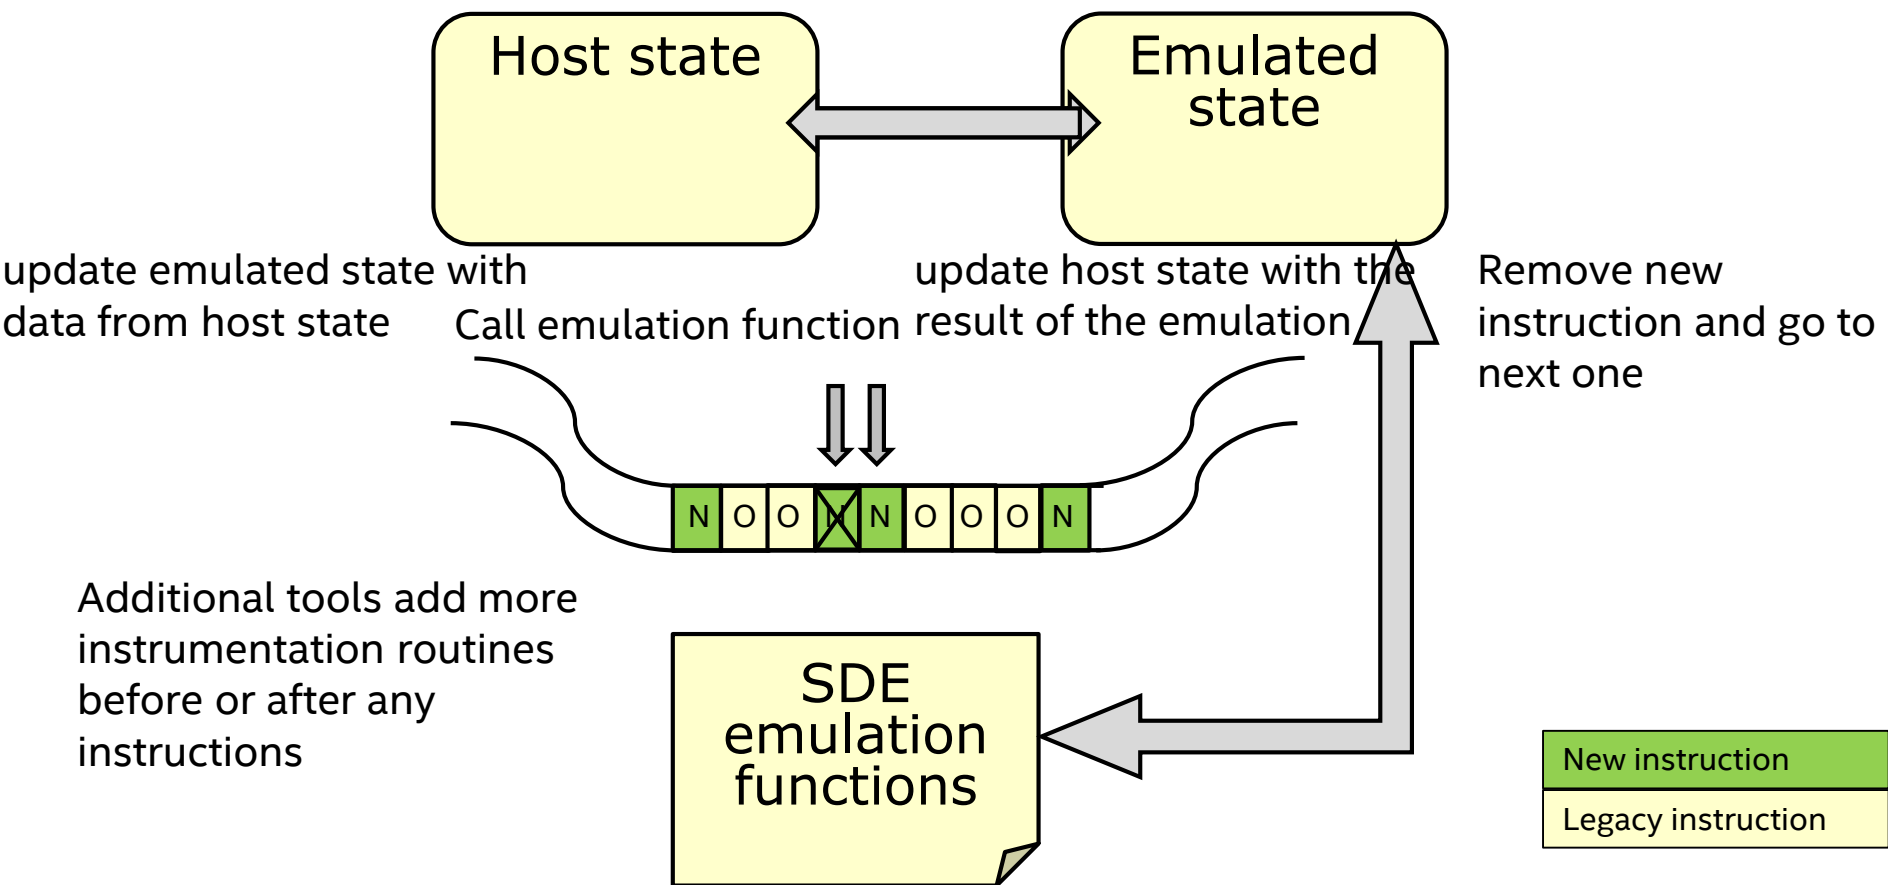 Host state
Emulated
state
update emulated state with
data from host state
Call emulation function
update host state with the
result of the emulation
Remove new
instruction and go to
next one
N O O N N O O O N
Additional tools add more
instrumentation routines
before or after any
instructions
SDE
emulation
functions
New instruction
Legacy instruction